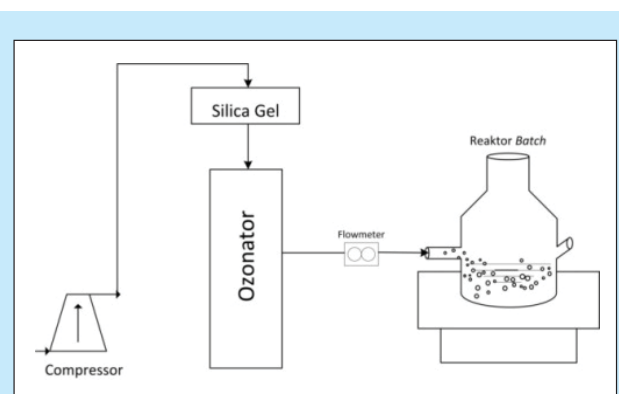 Silica Gel
Reaktor Batch
Flowmeter
Ozonator
Compressor